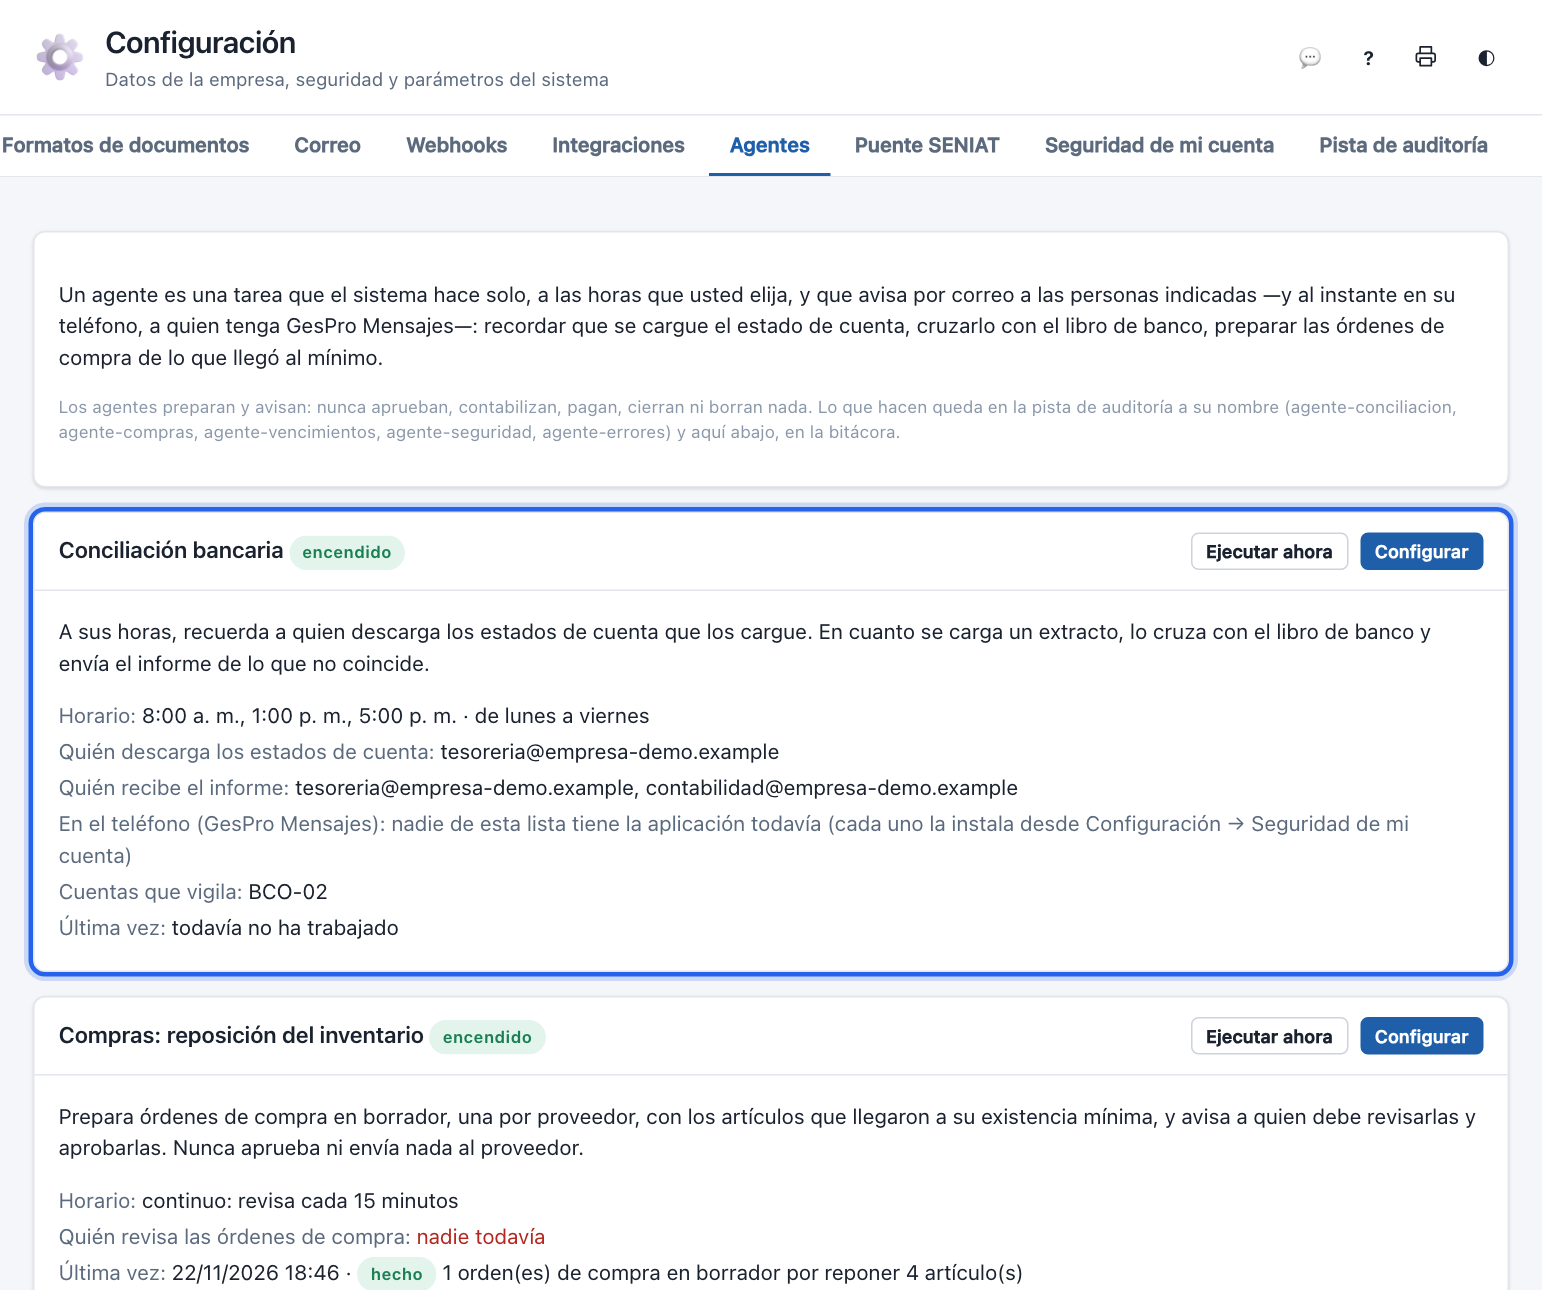 Configuración
Datos de la empresa, seguridad y parámetros del sistema
?
Formatos de documentos
Correo
Webhooks
Integraciones
Agentes
Puente SENIAT
Seguridad de mi cuenta
Pista de auditoría
Un agente es una tarea que el sistema hace solo, a las horas que usted elija, y que avisa por correo a las personas indicadas —y al instante en su
teléfono, a quien tenga GesPro Mensajes—: recordar que se cargue el estado de cuenta, cruzarlo con el libro de banco, preparar las órdenes de
compra de lo que llegó al mínimo.
Los agentes preparan y avisan: nunca aprueban, contabilizan, pagan, cierran ni borran nada. Lo que hacen queda en la pista de auditoría a su nombre (agente-conciliacion,
agente-compras, agente-vencimientos, agente-seguridad, agente-errores) y aquí abajo, en la bitácora.
Conciliación bancaria encendido
Ejecutar ahora
Configurar
A sus horas, recuerda a quien descarga los estados de cuenta que los cargue. En cuanto se carga un extracto, lo cruza con el libro de banco y
envía el informe de lo que no coincide.
Horario: 8:00 a. m., 1:00 p. m., 5:00 p. m. · de lunes a viernes
Quién descarga los estados de cuenta: tesoreria@empresa-demo.example
Quién recibe el informe: tesoreria@empresa-demo.example, contabilidad@empresa-demo.example
En el teléfono (GesPro Mensajes): nadie de esta lista tiene la aplicación todavía (cada uno la instala desde Configuración → Seguridad de mi
cuenta)
Cuentas que vigila: BCO-02
Última vez: todavía no ha trabajado
Compras: reposición del inventario encendido
Ejecutar ahora
Configurar
Prepara órdenes de compra en borrador, una por proveedor, con los artículos que llegaron a su existencia mínima, y avisa a quien debe revisarlas y
aprobarlas. Nunca aprueba ni envía nada al proveedor.
Horario: continuo: revisa cada 15 minutos
Quién revisa las órdenes de compra: nadie todavía
Última vez: 22/11/2026 18:46 · hecho 1 orden(es) de compra en borrador por reponer 4 artículo(s)